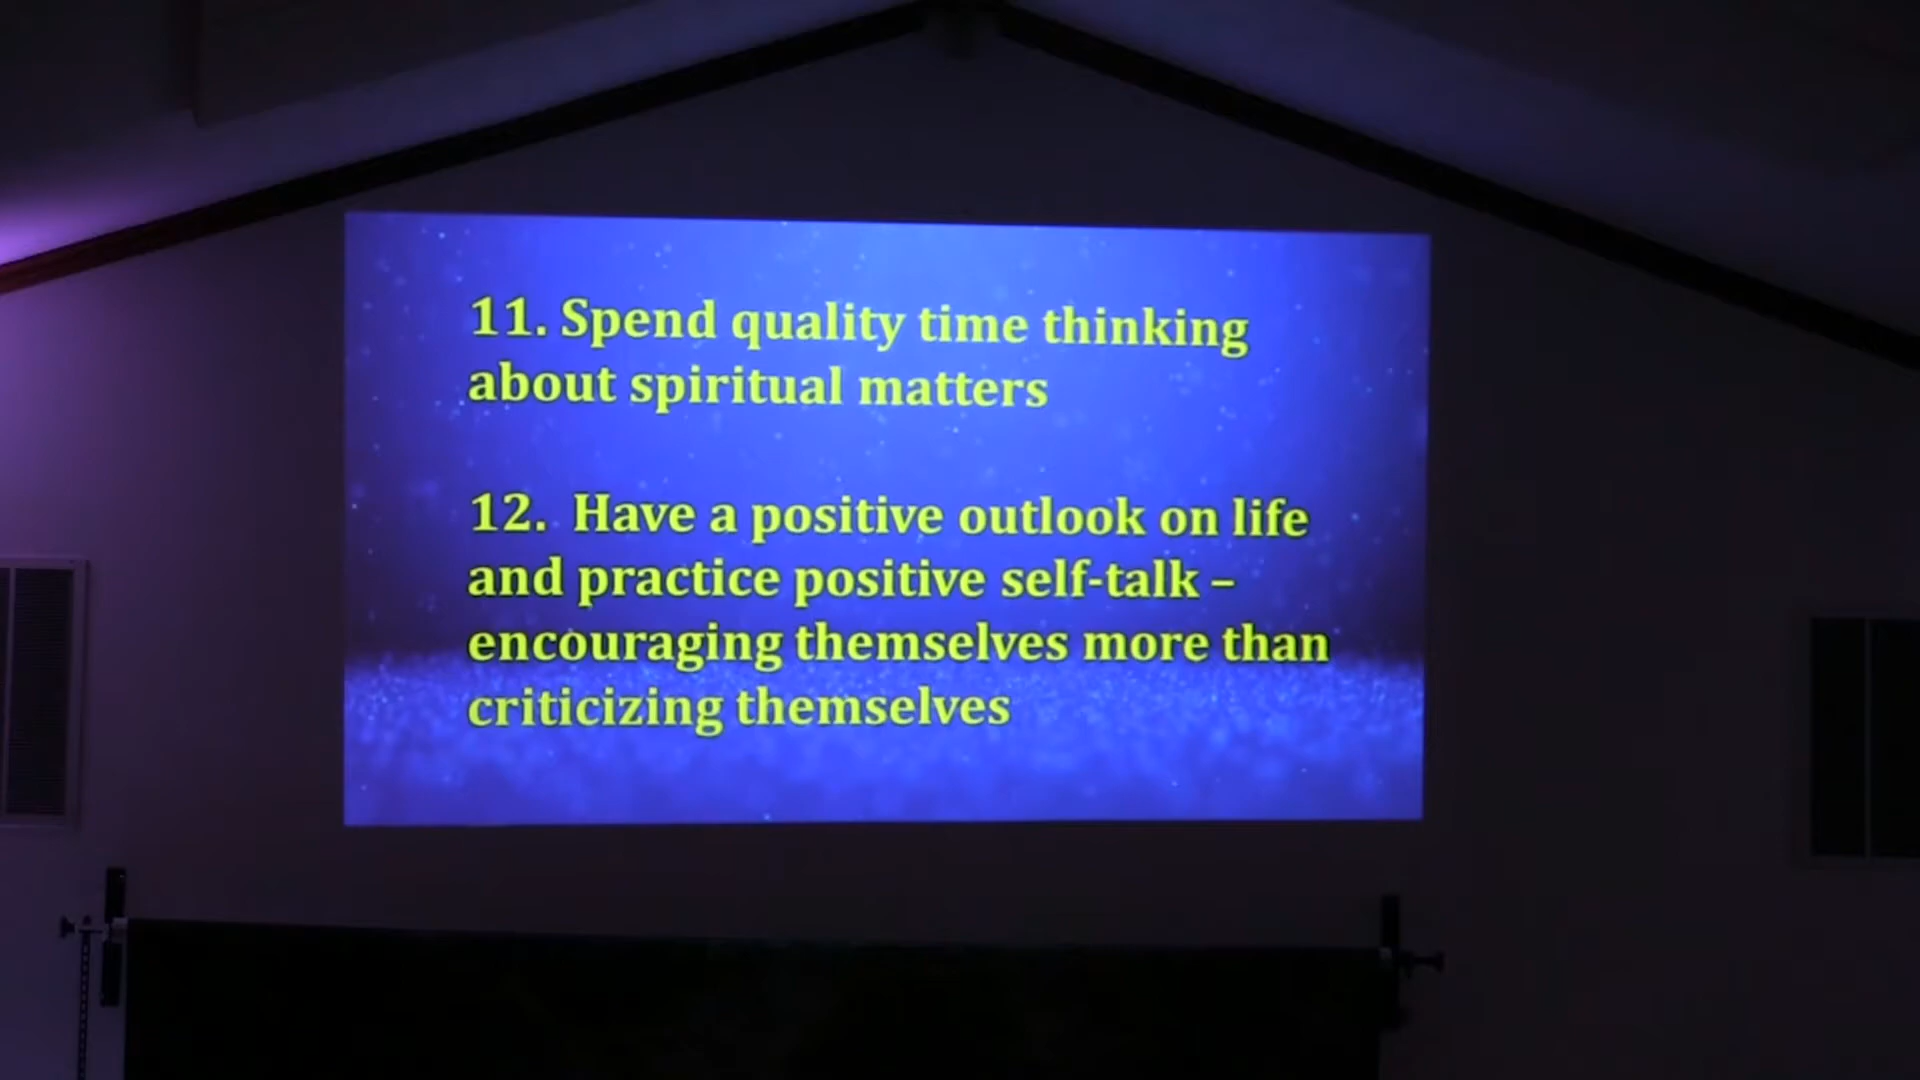 11. Spend quality time thinking
about spiritual matters
12. Have a positive outlook on life
and practice positive self-talk –
encouraging themselves more than
criticizing themselves